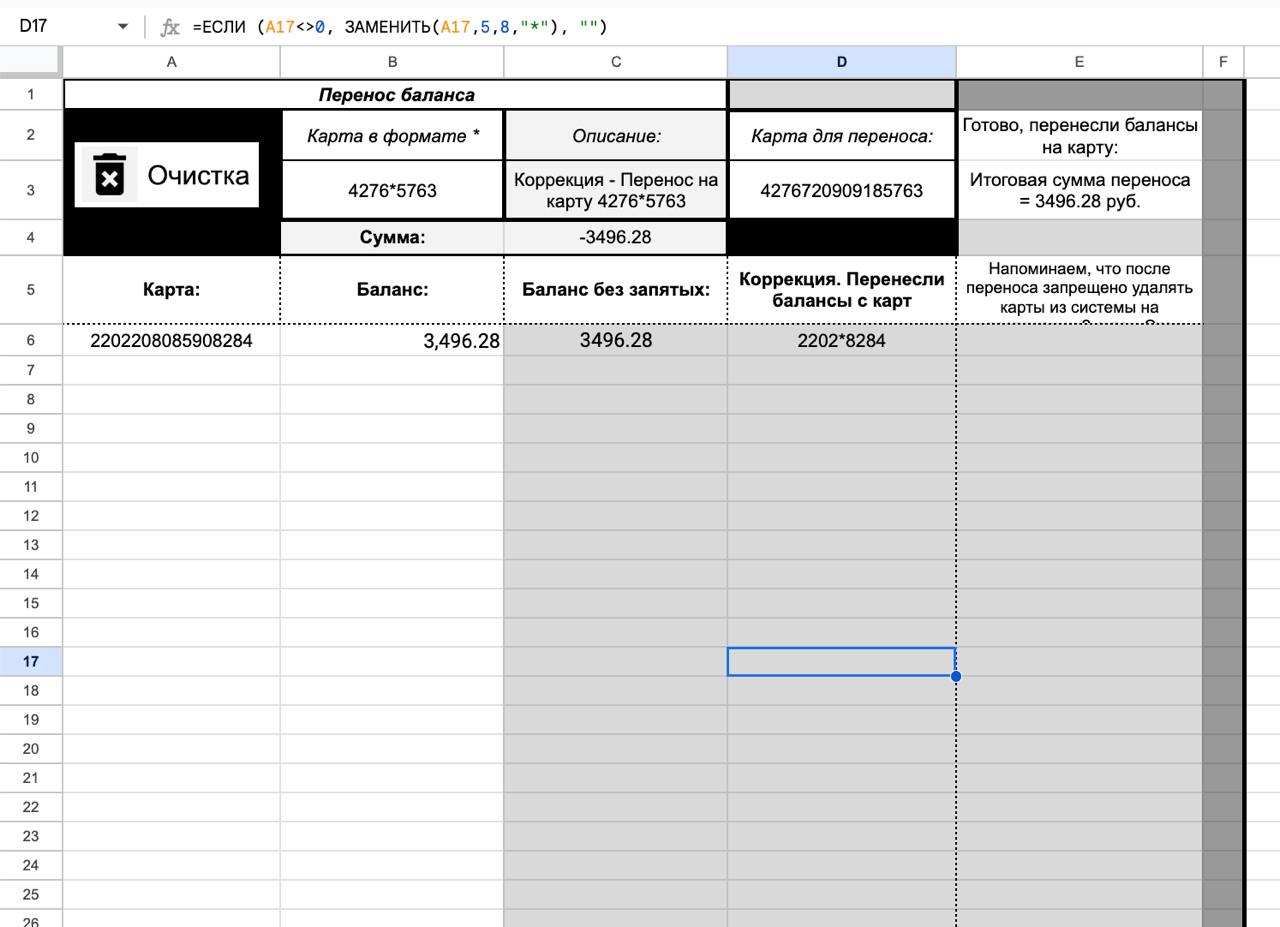 D17
fx =ЕСЛИ (A17<>0, ЗАМЕНИТЬ(A17,5,8,"*"), "")
A B C D E F
1 Перенос баланса
2 Карта в формате * Описание: Карта для переноса: Готово, перенесли балансы
на карту:
Очистка
3 4276*5763 Коррекция - Перенос на
карту 4276*5763 4276720909185763 Итоговая сумма переноса
= 3496.28 руб.
4 Сумма: -3496.28
5 Карта: Баланс: Баланс без запятых: Коррекция. Перенесли
балансы с карт Напоминаем, что после
переноса запрещено удалять
карты из системы на
6 2202208085908284 3,496.28 3496.28 2202*8284
7
8
9
10
11
12
13
14
15
16
17
18
19
20
21
22
23
24
25
26